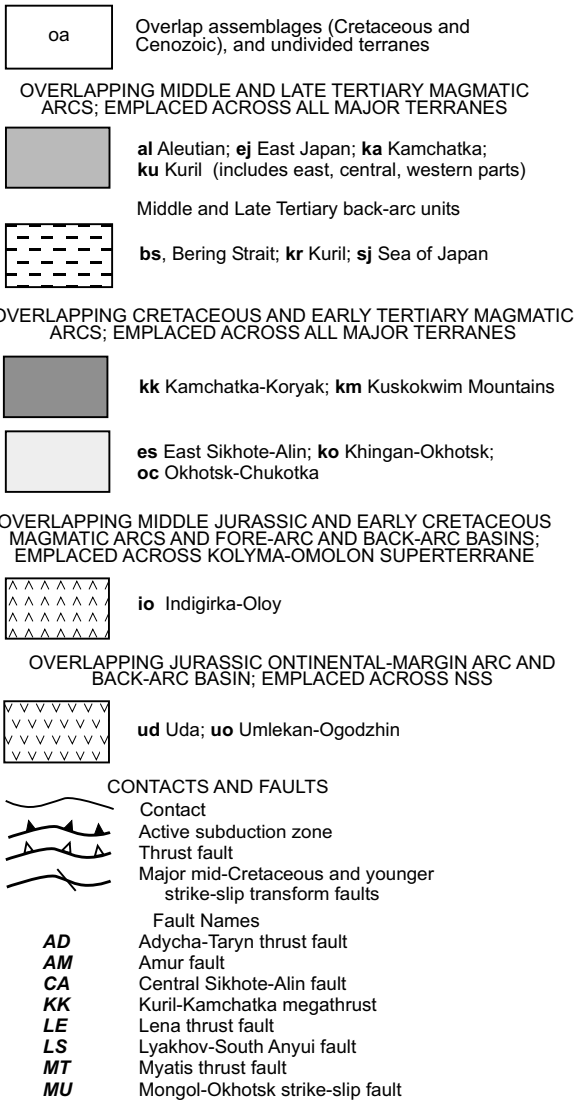 oa
Overlap assemblages (Cretaceous and
Cenozoic), and undivided terranes
OVERLAPPING MIDDLE AND LATE TERTIARY MAGMATIC
ARCS; EMPLACED ACROSS ALL MAJOR TERRANES
al Aleutian; ej East Japan; ka Kamchatka;
ku Kuril (includes east, central, western parts)
Middle and Late Tertiary back-arc units
bs, Bering Strait; kr Kuril; sj Sea of Japan
OVERLAPPING CRETACEOUS AND EARLY TERTIARY MAGMATIC
ARCS; EMPLACED ACROSS ALL MAJOR TERRANES
kk Kamchatka-Koryak; km Kuskokwim Mountains
es East Sikhote-Alin; ko Khingan-Okhotsk;
oc Okhotsk-Chukotka
OVERLAPPING MIDDLE JURASSIC AND EARLY CRETACEOUS
MAGMATIC ARCS AND FORE-ARC AND BACK-ARC BASINS;
EMPLACED ACROSS KOLYMA-OMOLON SUPERTERRANE
io Indigirka-Oloy
OVERLAPPING JURASSIC ONTINENTAL-MARGIN ARC AND
BACK-ARC BASIN; EMPLACED ACROSS NSS
ud Uda; uo Umlekan-Ogodzhin
CONTACTS AND FAULTS
Contact
Active subduction zone
Thrust fault
Major mid-Cretaceous and younger
strike-slip transform faults
Fault Names
AD Adycha-Taryn thrust fault
AM Amur fault
CA Central Sikhote-Alin fault
KK Kuril-Kamchatka megathrust
LE Lena thrust fault
LS Lyakhov-South Anyui fault
MT Myatis thrust fault
MU Mongol-Okhotsk strike-slip fault